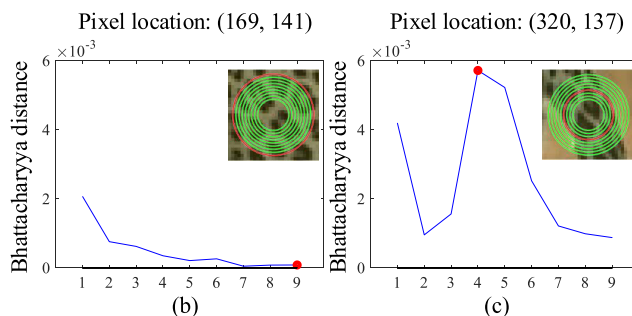 Pixel location: (169, 141)
×10-3
6
4
2
0
Bhattacharyya distance
1 2 3 4 5 6 7 8 9
(b)
Pixel location: (320, 137)
×10-3
6
4
2
0
Bhattacharyya distance
1 2 3 4 5 6 7 8 9
(c)